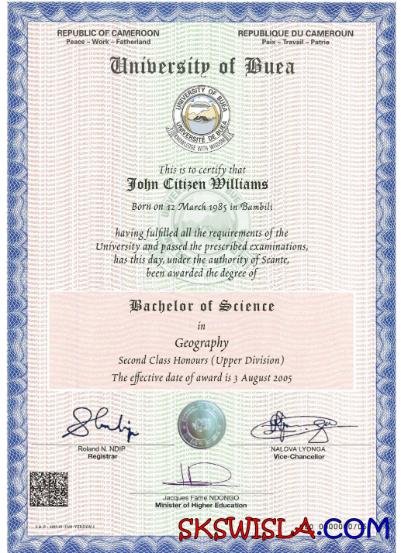 REPUBLIC OF CAMEROON
Peace – Work – Fatherland
REPUBLIQUE DU CAMEROUN
Paix – Travail – Patrie
University of Buea
UNIVERSITY OF BUEA
UNIVERSITÉ DE BUEA
KNOWLEDGE WITH WISDOM
This is to certify that
John Citizen Williams
Born on 12 March 1985 in Bambili
having fulfilled all the requirements of the
University and passed the prescribed examinations,
has this day, under the authority of Seante,
been awarded the degree of
Bachelor of Science
in
Geography
Second Class Honours (Upper Division)
The effective date of award is 3 August 2005
Roland N. NDIP
Registrar
NALOVA LYONGA
Vice-Chancellor
Jacques Fame NDONGO
Minister of Higher Education
SKSWISLA.COM